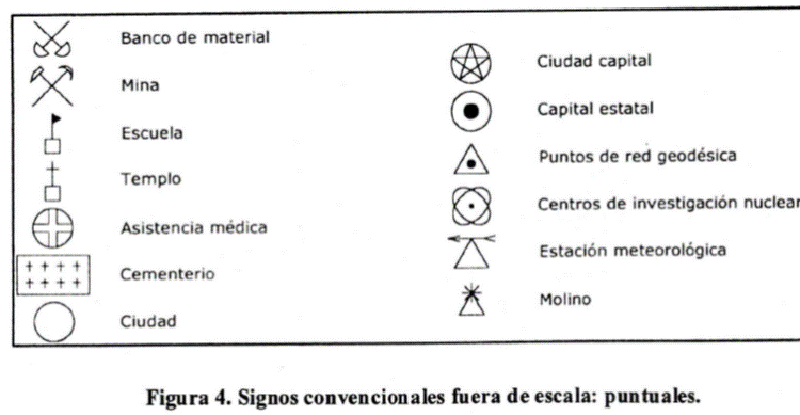 Banco de material
Mina
Escuela
Templo
Asistencia médica
Cementerio
Ciudad
Ciudad capital
Capital estatal
Puntos de red geodésica
Centros de investigación nuclear
Estación meteorológica
Molino
Figura 4. Signos convencionales fuera de escala: puntuales.